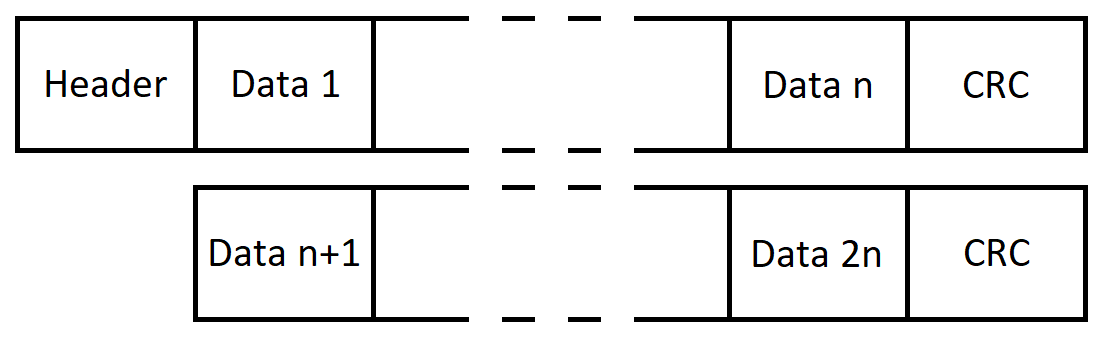 Header Data 1 Data n CRC
Data n+1 Data 2n CRC